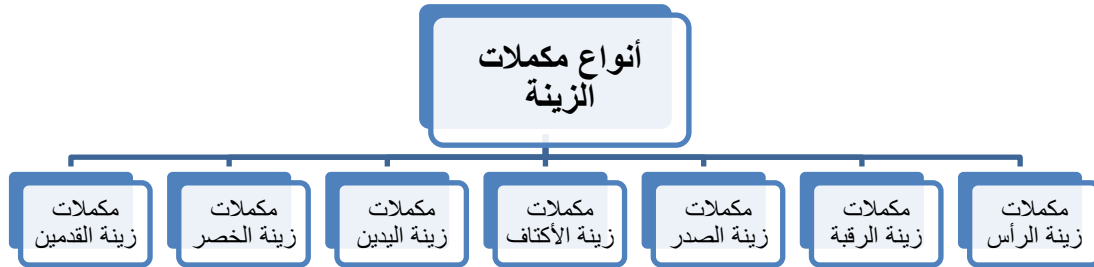 أنواع مكملات
الزينة
مكملات
زينة الرأس
مكملات
زينة الرقبة
مكملات
زينة الصدر
مكملات
زينة الأكتاف
مكملات
زينة اليدين
مكملات
زينة الخصر
مكملات
زينة القدمين